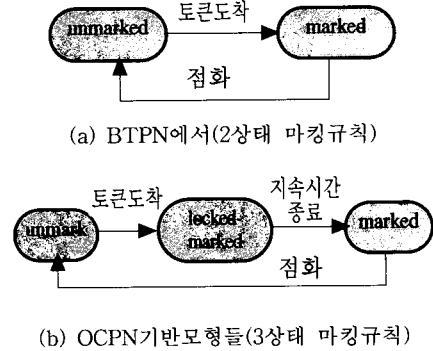 토큰도착
unmarked
marked
점화
(a) BTPN에서(2상태 마킹규칙)
토큰도착
지속시간
종료
unmark
locked
marked
marked
점화
(b) OCPN기반모형들(3상태 마킹규칙)